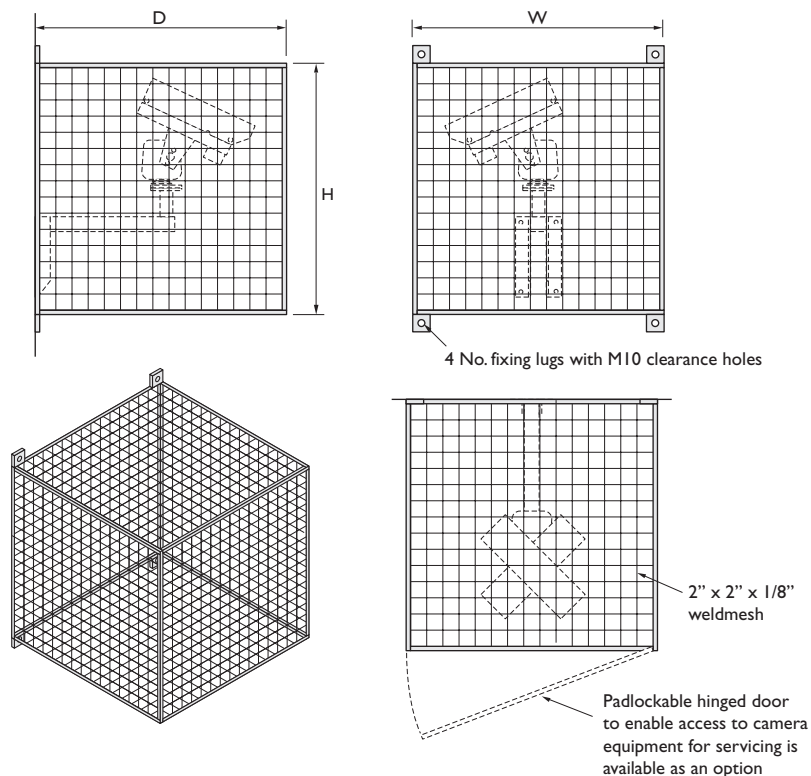 D
W
H
4 No. fixing lugs with M10 clearance holes
2” x 2” x 1/8”
weldmesh
Padlockable hinged door
to enable access to camera
equipment for servicing is
available as an option